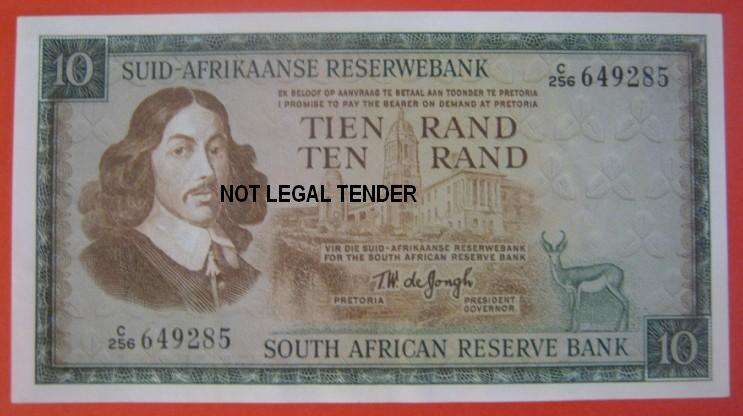 10
SUID-AFRIKAANSE RESERWEBANK
C/256 649285
EK BELOOF OP AANVRAAG TE BETAAL AAN TOONDER TE PRETORIA
I PROMISE TO PAY THE BEARER ON DEMAND AT PRETORIA
TIEN RAND
TEN RAND
NOT LEGAL TENDER
VIR DIE SUID-AFRIKAANSE RESERWEBANK
FOR THE SOUTH AFRICAN RESERVE BANK
T.W. de Jongh
PRETORIA PRESIDENT
GOVERNOR
C/256 649285
SOUTH AFRICAN RESERVE BANK
10